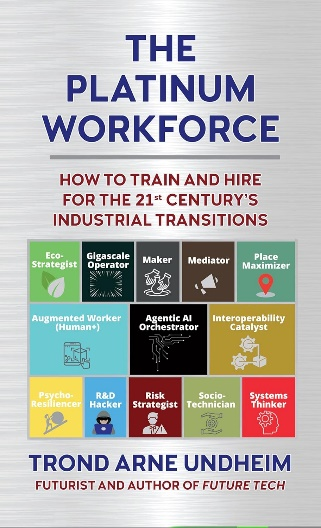 THE
PLATINUM
WORKFORCE
HOW TO TRAIN AND HIRE
FOR THE 21st CENTURY'S
INDUSTRIAL TRANSITIONS
Eco-
Strategist
Gigascale
Operator
Maker
Mediator
Place
Maximizer
Augmented Worker
(Human+)
Agentic AI
Orchestrator
Interoperability
Catalyst
Psycho-
Resiliencer
R&D
Hacker
Risk
Strategist
Socio-
Technician
Systems
Thinker
TROND ARNE UNDHEIM
FUTURIST AND AUTHOR OF FUTURE TECH